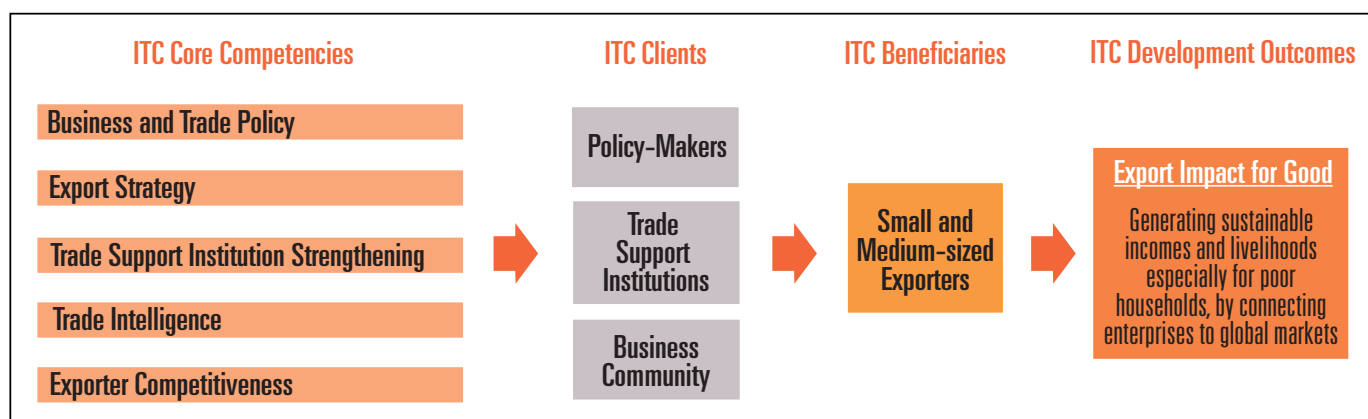 ITC Core Competencies
Business and Trade Policy
Export Strategy
Trade Support Institution Strengthening
Trade Intelligence
Exporter Competitiveness
ITC Clients
Policy-Makers
Trade
Support
Institutions
Business
Community
ITC Beneficiaries
Small and
Medium-sized
Exporters
ITC Development Outcomes
Export Impact for Good
Generating sustainable
incomes and livelihoods
especially for poor
households, by connecting
enterprises to global markets